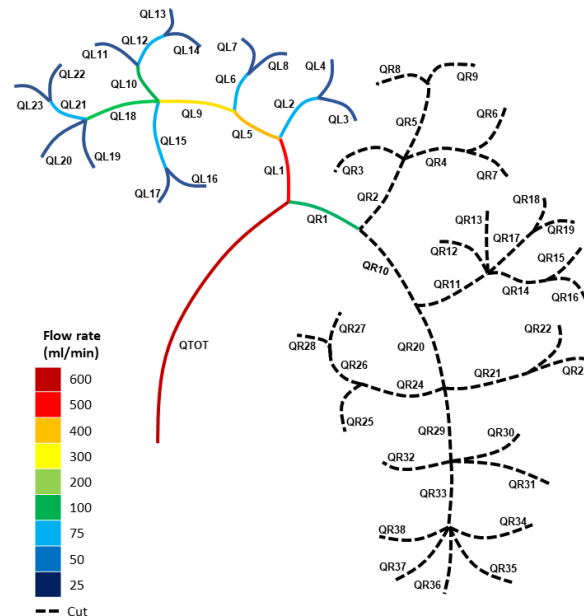 QL13
QL12
QL14
QL11
QL7
QL8
QL4
QL22
QL10
QL6
QL2
QL3
QL23
QL21
QL18
QL9
QL5
QL20
QL19
QL15
QL1
QL17
QL16
QR8
QR9
QR5
QR6
QR3
QR4
QR7
QR2
QR1
QR18
QR13
QR19
QR12
QR17
QR15
QR10
QR11
QR14
QR16
QR27
QR22
QR28
QR20
QTOT
QR26
QR24
QR21
QR2
QR25
QR29
QR30
QR32
QR31
QR33
QR38
QR34
QR37
QR36
QR35
Flow rate
(ml/min)
600
500
400
300
200
100
75
50
25
Cut